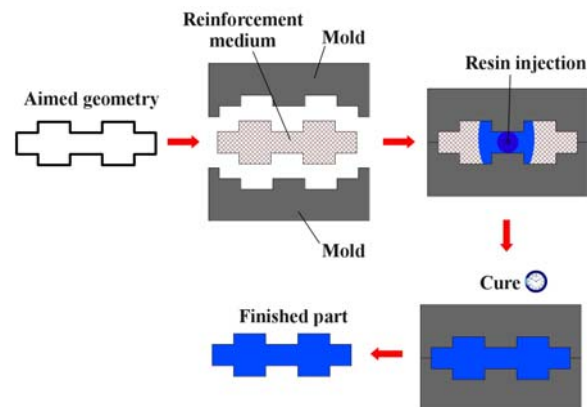 Reinforcement
medium
Mold
Resin injection
Aimed geometry
Mold
Cure
Finished part